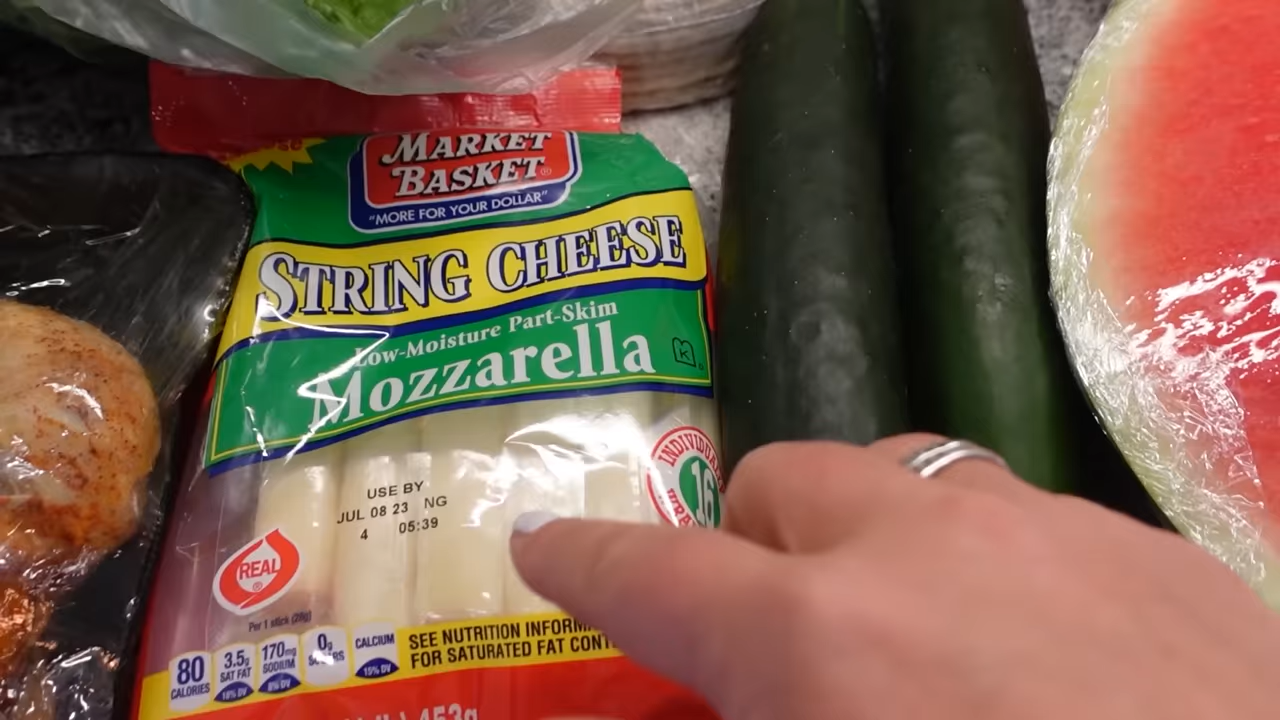 MARKET
BASKET®
"MORE FOR YOUR DOLLAR"
STRING CHEESE
Low-Moisture Part-Skim
Mozzarella
K
INDIVIDUALLY
16
USE BY
JUL 08 23 NG
4 05:39
REAL
®
Per 1 stick (28g)
80
CALORIES
3.5g
SAT FAT
18% DV
170mg
SODIUM
8% DV
0g
SUGARS
CALCIUM
15% DV
SEE NUTRITION INFORM
FOR SATURATED FAT CONT
453g